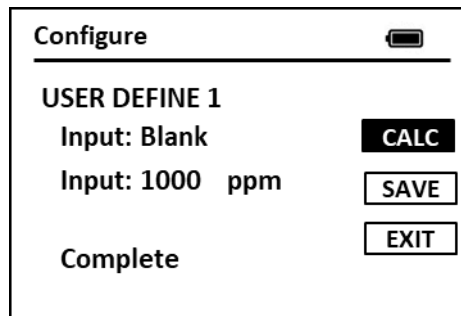 Configure
USER DEFINE 1
Input: Blank
CALC
Input: 1000 ppm
SAVE
EXIT
Complete